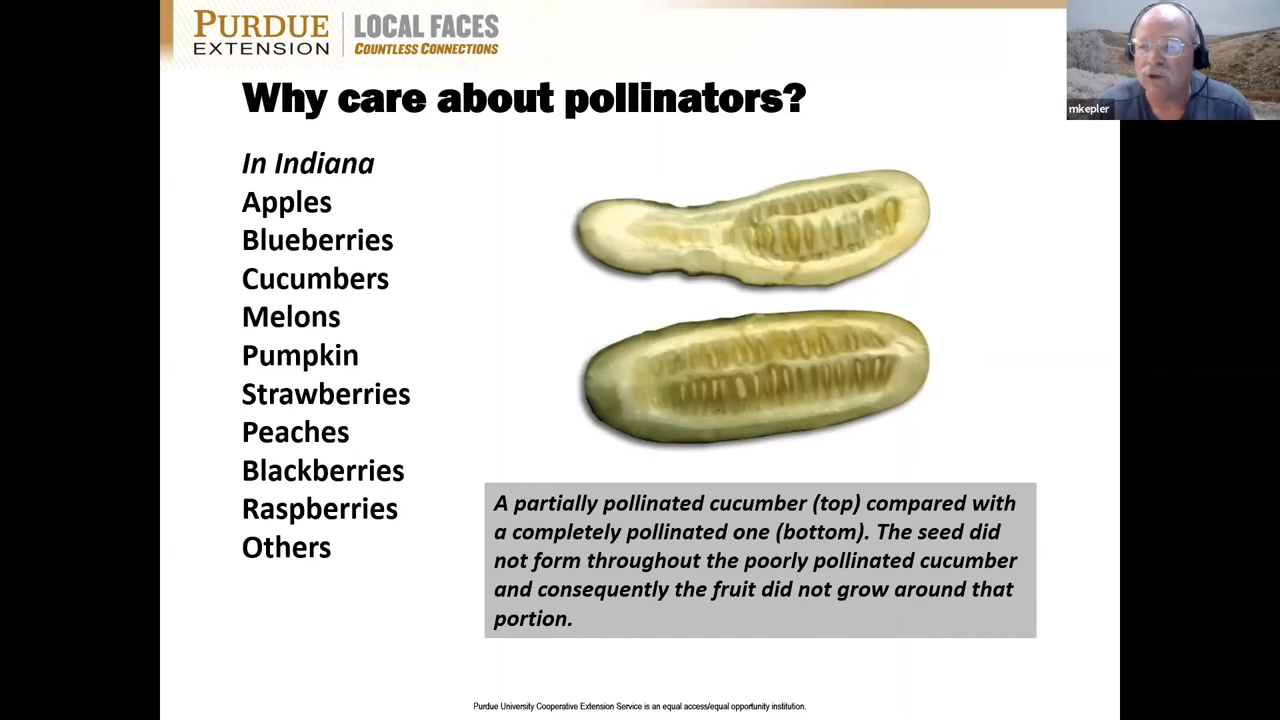 PURDUE
EXTENSION
LOCAL FACES
COUNTLESS CONNECTIONS
mkepler
Why care about pollinators?
In Indiana
Apples
Blueberries
Cucumbers
Melons
Pumpkin
Strawberries
Peaches
Blackberries
Raspberries
Others
A partially pollinated cucumber (top) compared with
a completely pollinated one (bottom). The seed did
not form throughout the poorly pollinated cucumber
and consequently the fruit did not grow around that
portion.
Purdue University Cooperative Extension Service is an equal access/equal opportunity institution.